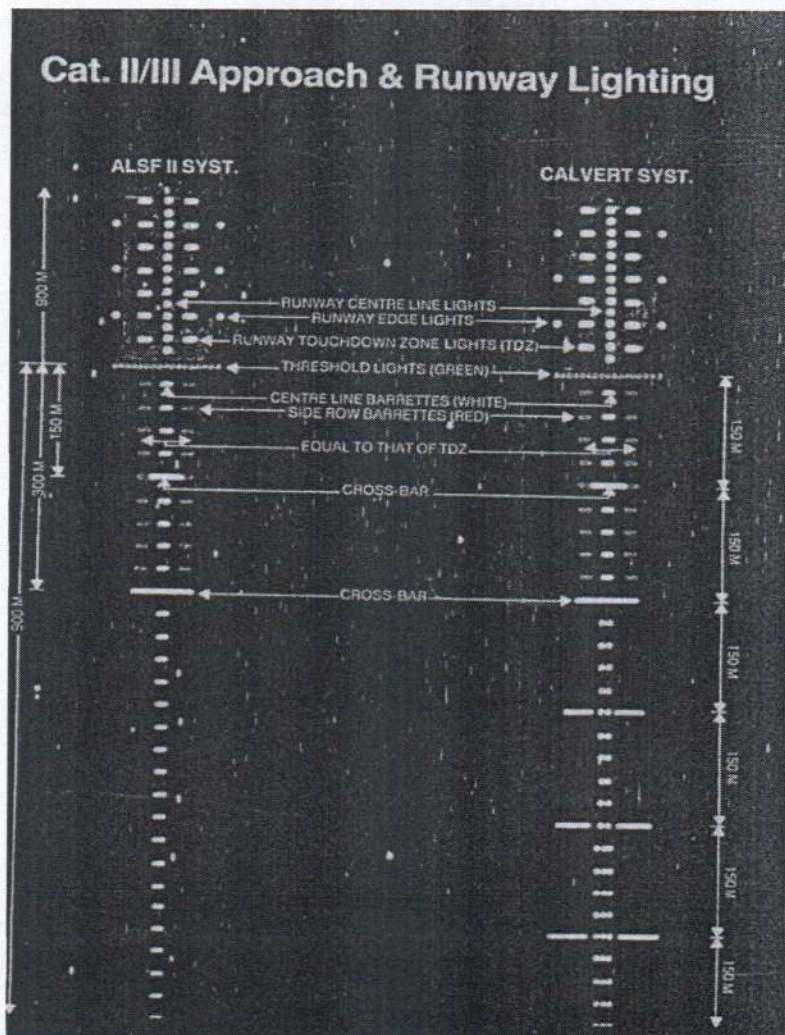 Cat. II/III Approach & Runway Lighting
ALSF II SYST.
CALVERT SYST.
900 M
RUNWAY CENTRE LINE LIGHTS
RUNWAY EDGE LIGHTS
RUNWAY TOUCHDOWN ZONE LIGHTS (TDZ)
THRESHOLD LIGHTS (GREEN)
CENTRE LINE BARRETTES (WHITE)
SIDE ROW BARRETTES (RED)
EQUAL TO THAT OF TDZ
CROSS-BAR
CROSS-BAR
150 M
300 M
900 M
150 M
150 M
150 M
150 M
150 M
150 M